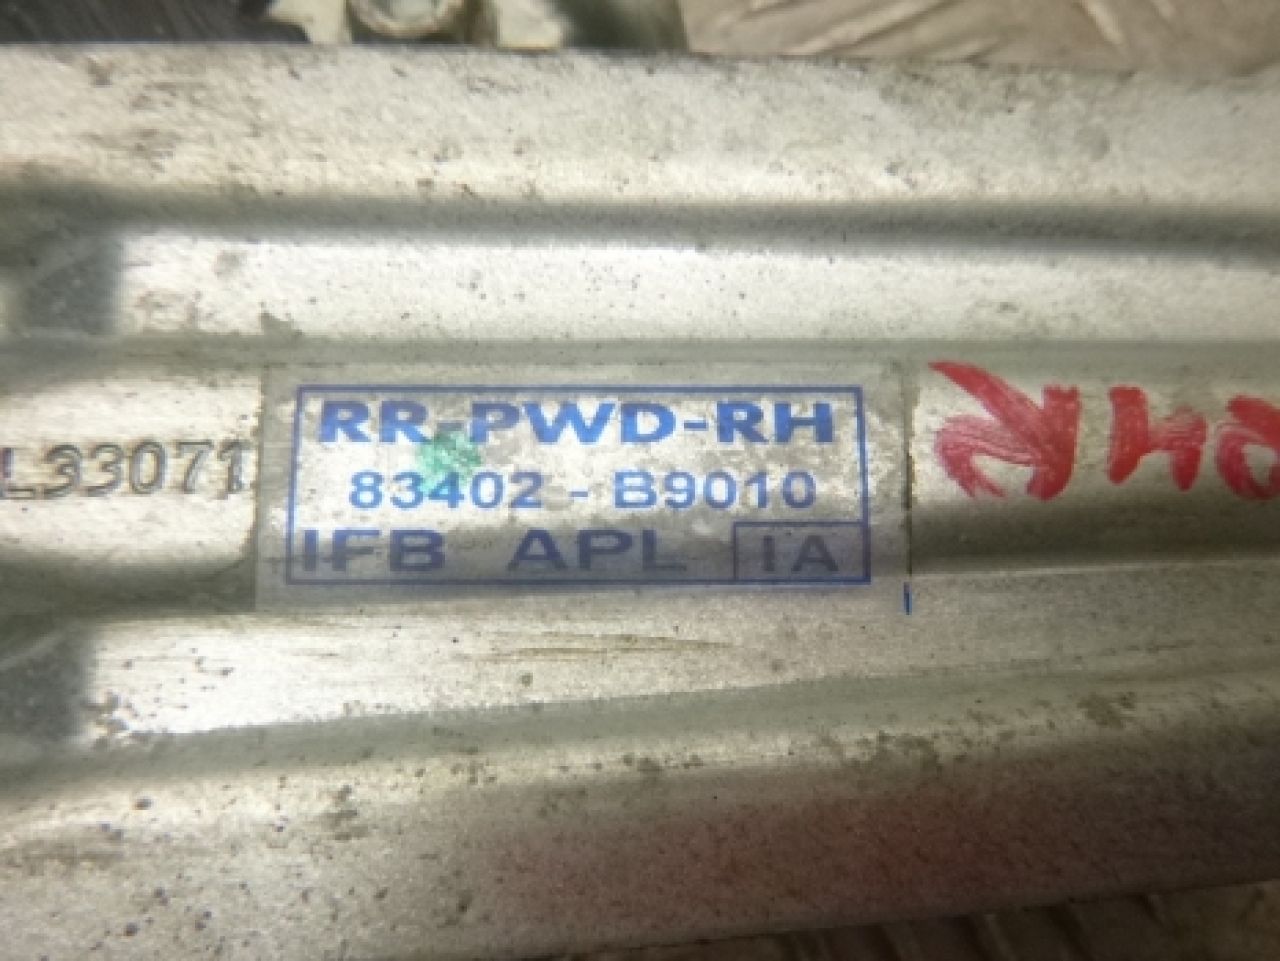 L33071
RR-PWD-RH
83402 - B9010
IFB APL IA